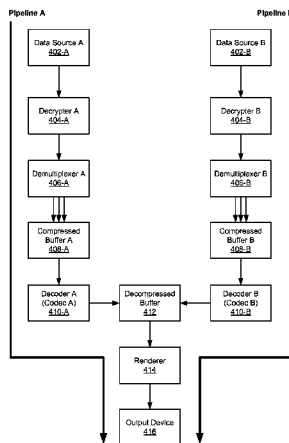 Pipeline A
Pipeline
Data Source A
402-A
Data Source B
402-B
Decrypter A
404-A
Decrypter B
404-B
Demultiplexer A
406-A
Demultiplexer B
406-B
Compressed
Buffer A
408-A
Compressed
Buffer B
408-B
Decoder A
(Codec A)
410-A
Decompressed
Buffer
412
Decoder B
(Codec B)
410-B
Renderer
414
Output Device
416